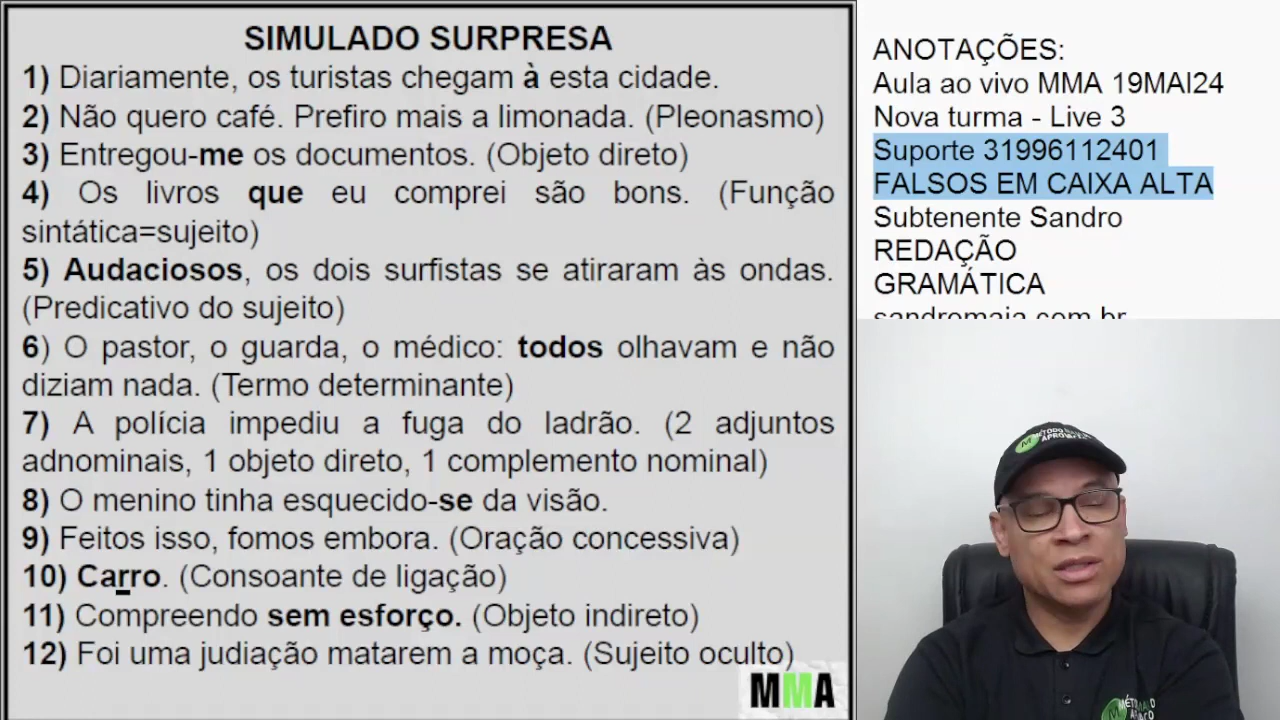 SIMULADO SURPRESA
1) Diariamente, os turistas chegam à esta cidade.
2) Não quero café. Prefiro mais a limonada. (Pleonasmo)
3) Entregou-me os documentos. (Objeto direto)
4) Os livros que eu comprei são bons. (Função
sintática=sujeito)
5) Audaciosos, os dois surfistas se atiraram às ondas.
(Predicativo do sujeito)
6) O pastor, o guarda, o médico: todos olhavam e não
diziam nada. (Termo determinante)
7) A polícia impediu a fuga do ladrão. (2 adjuntos
adnominais, 1 objeto direto, 1 complemento nominal)
8) O menino tinha esquecido-se da visão.
9) Feitos isso, fomos embora. (Oração concessiva)
10) Carro. (Consoante de ligação)
11) Compreendo sem esforço. (Objeto indireto)
12) Foi uma judiação matarem a moça. (Sujeito oculto)
MMA
ANOTAÇÕES:
Aula ao vivo MMA 19MAI24
Nova turma - Live 3
Suporte 31996112401
FALSOS EM CAIXA ALTA
Subtenente Sandro
REDAÇÃO
GRAMÁTICA
sandromaia.com.br